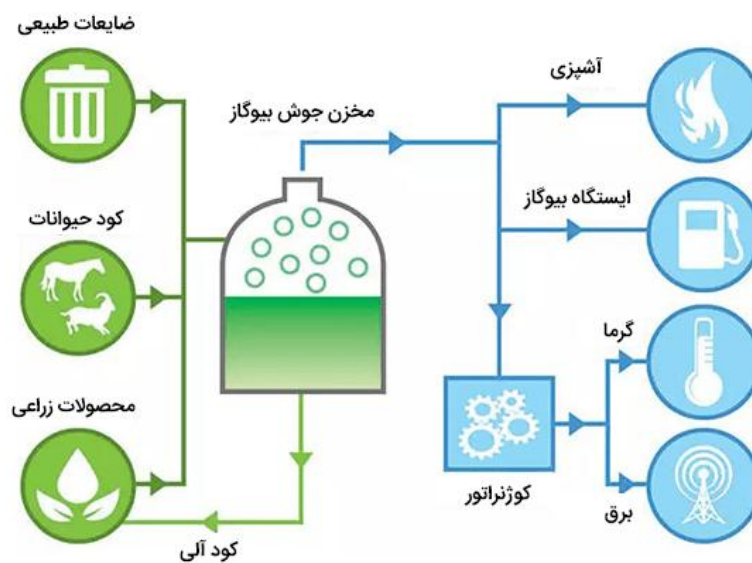 ضایعات طبیعی
آشپزی
مخزن جوش بیوگاز
ایستگاه بیوگاز
کود حیوانات
گرما
محصولات زراعی
کوژنراتور
برق
کود آلی